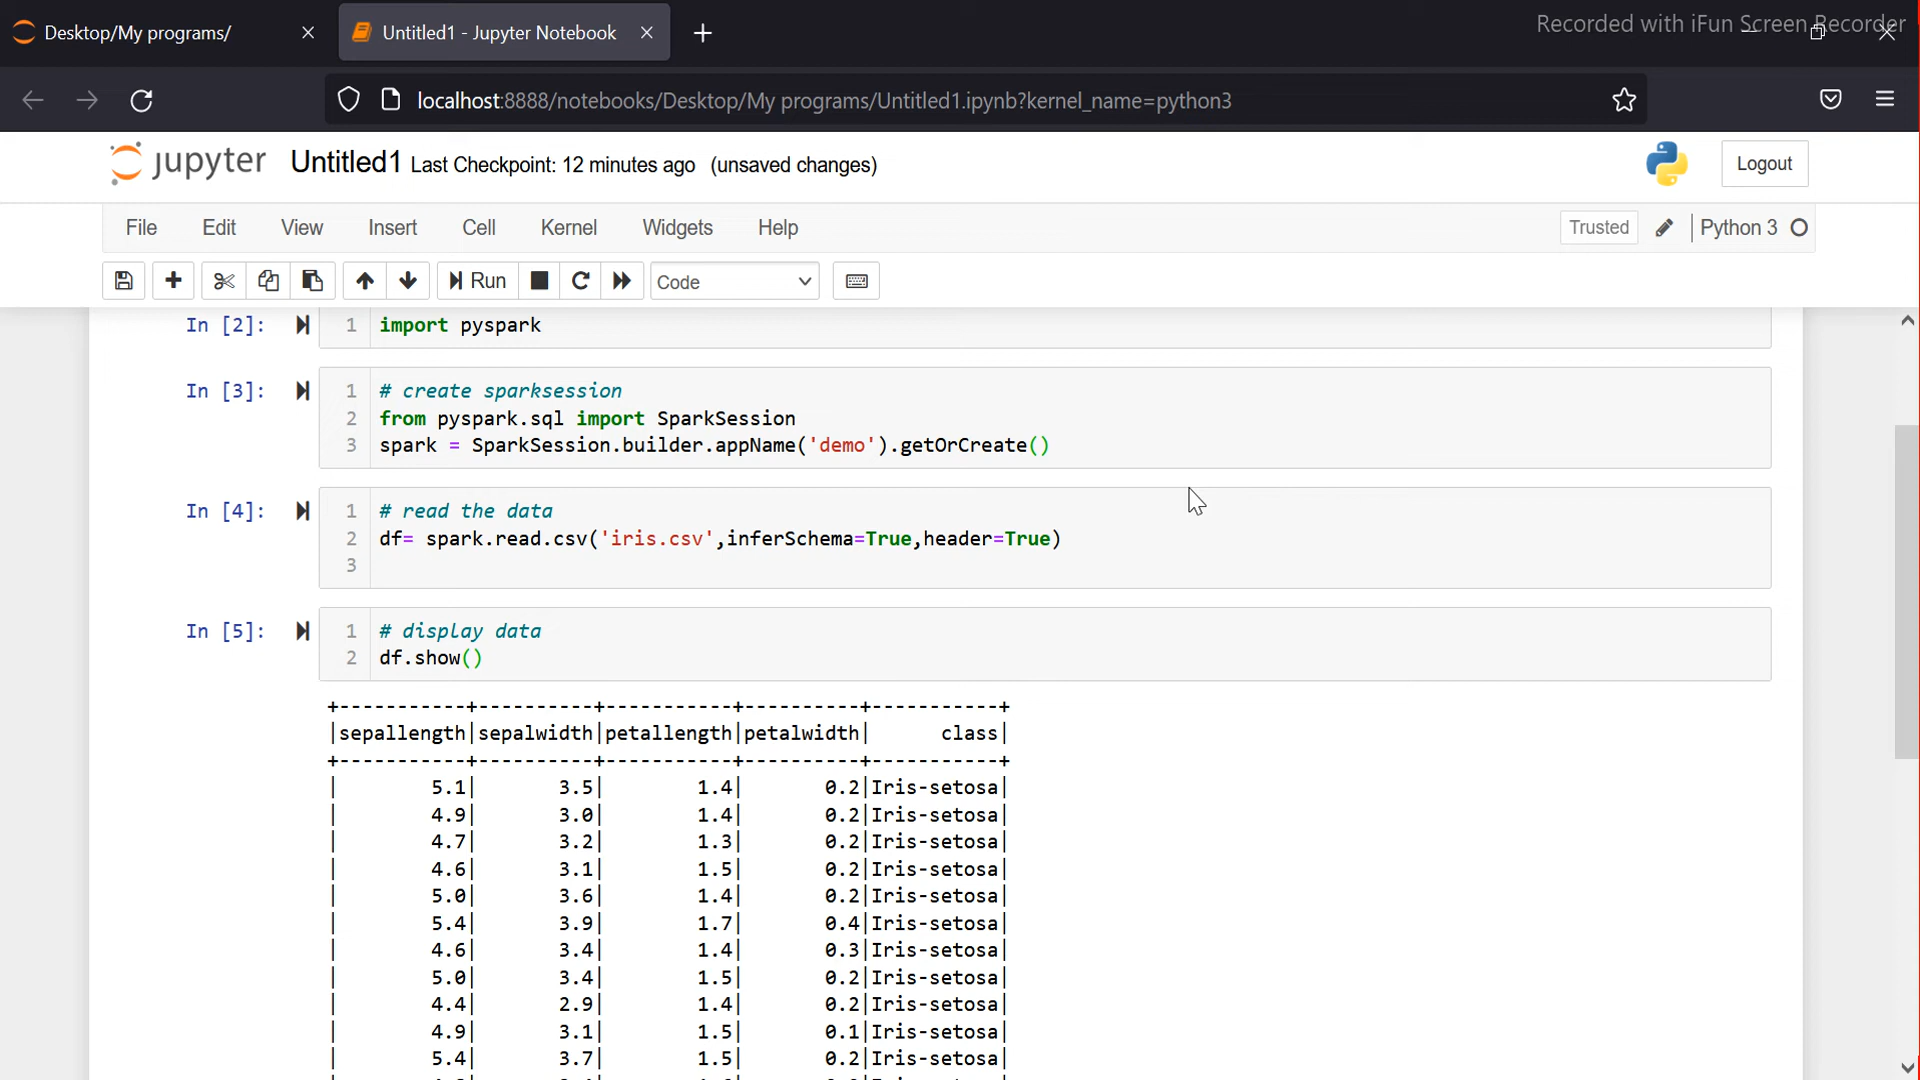 Desktop/My programs/
Untitled1 - Jupyter Notebook
Recorded with iFun Screen Recorder
localhost:8888/notebooks/Desktop/My programs/Untitled1.ipynb?kernel_name=python3
jupyter Untitled1 Last Checkpoint: 12 minutes ago (unsaved changes)
Logout
File Edit View Insert Cell Kernel Widgets Help
Trusted
Python 3
Run
Code
In [2]: 1 import pyspark
In [3]: 1 # create sparksession
2 from pyspark.sql import SparkSession
3 spark = SparkSession.builder.appName('demo').getOrCreate()
In [4]: 1 # read the data
2 df= spark.read.csv('iris.csv',inferSchema=True,header=True)
3
In [5]: 1 # display data
2 df.show()
+-----------+----------+-----------+----------+-----------+
|sepallength|sepalwidth|petallength|petalwidth|      class|
+-----------+----------+-----------+----------+-----------+
|        5.1|       3.5|        1.4|       0.2|Iris-setosa|
|        4.9|       3.0|        1.4|       0.2|Iris-setosa|
|        4.7|       3.2|        1.3|       0.2|Iris-setosa|
|        4.6|       3.1|        1.5|       0.2|Iris-setosa|
|        5.0|       3.6|        1.4|       0.2|Iris-setosa|
|        5.4|       3.9|        1.7|       0.4|Iris-setosa|
|        4.6|       3.4|        1.4|       0.3|Iris-setosa|
|        5.0|       3.4|        1.5|       0.2|Iris-setosa|
|        4.4|       2.9|        1.4|       0.2|Iris-setosa|
|        4.9|       3.1|        1.5|       0.1|Iris-setosa|
|        5.4|       3.7|        1.5|       0.2|Iris-setosa|